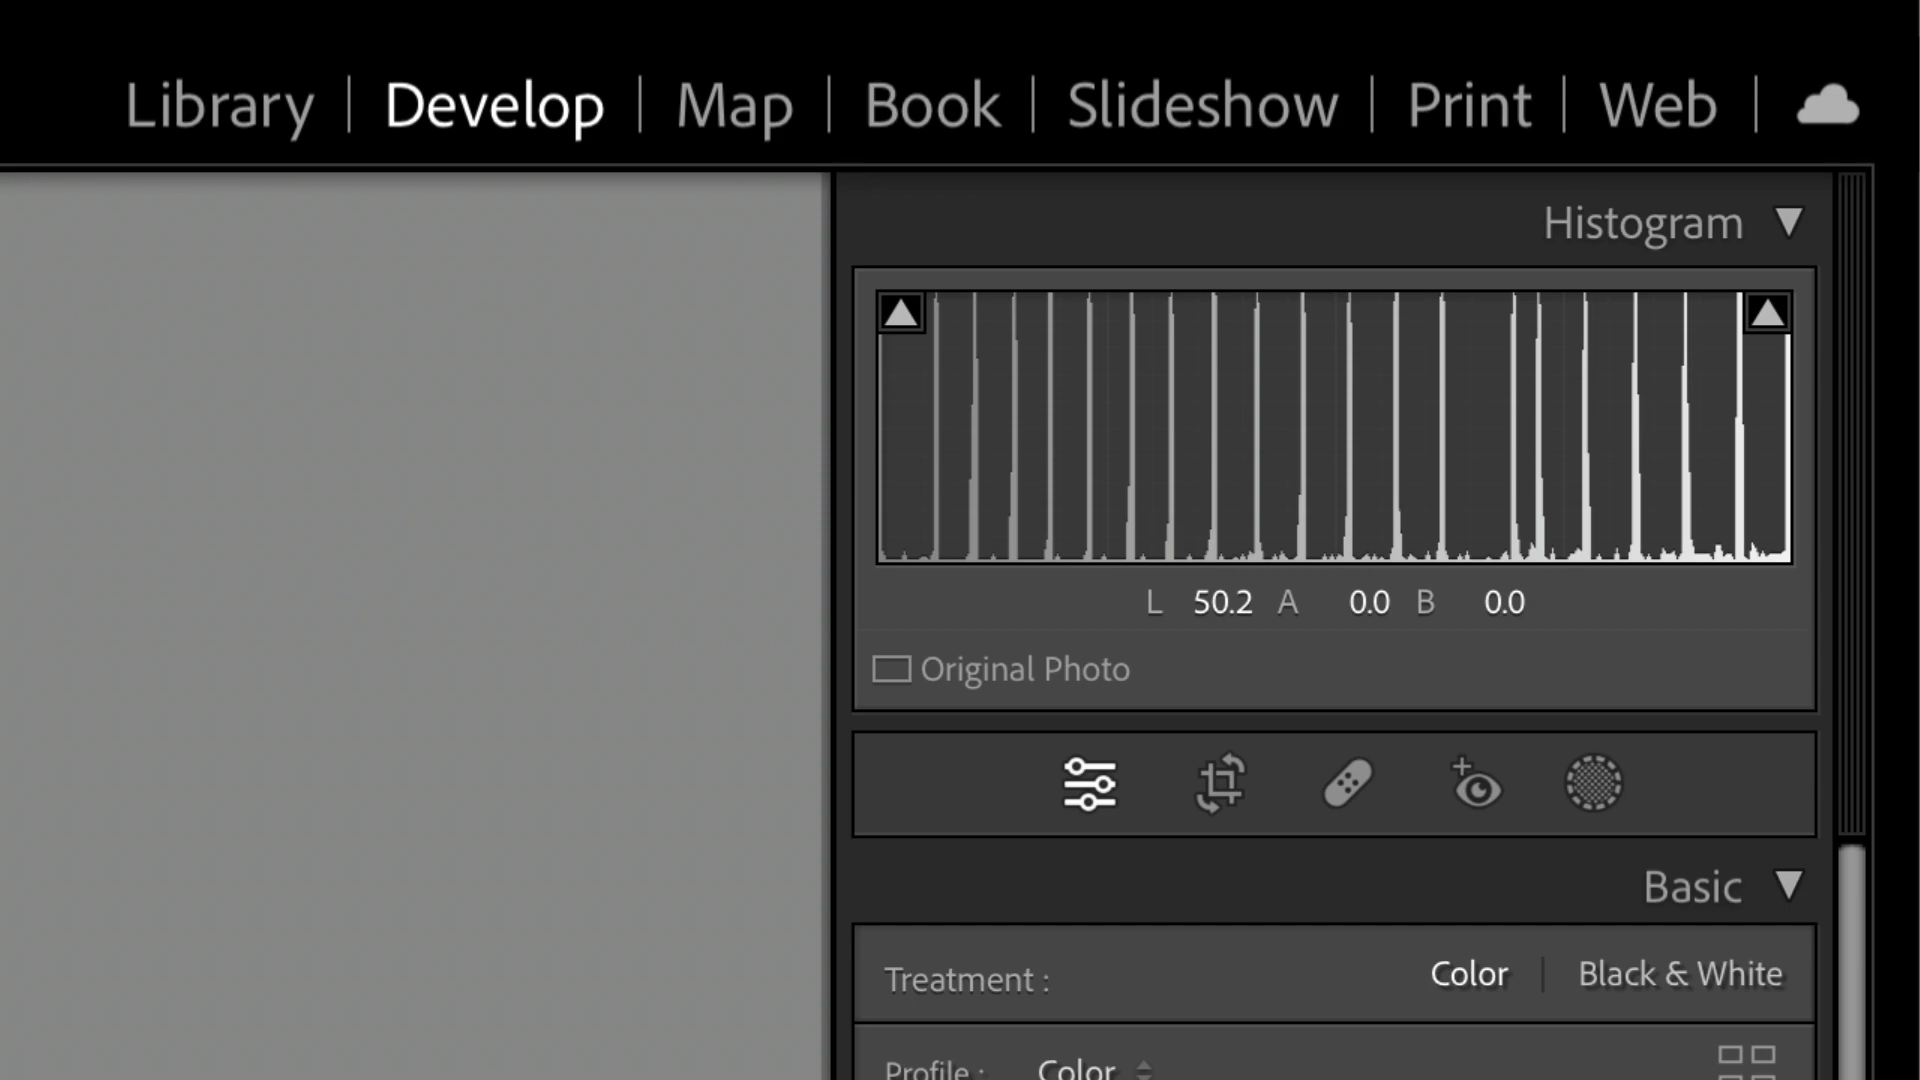 Library | Develop | Map | Book | Slideshow | Print | Web |
Histogram
L 50.2 A 0.0 B 0.0
Original Photo
Basic
Treatment : Color | Black & White
Profile : Color